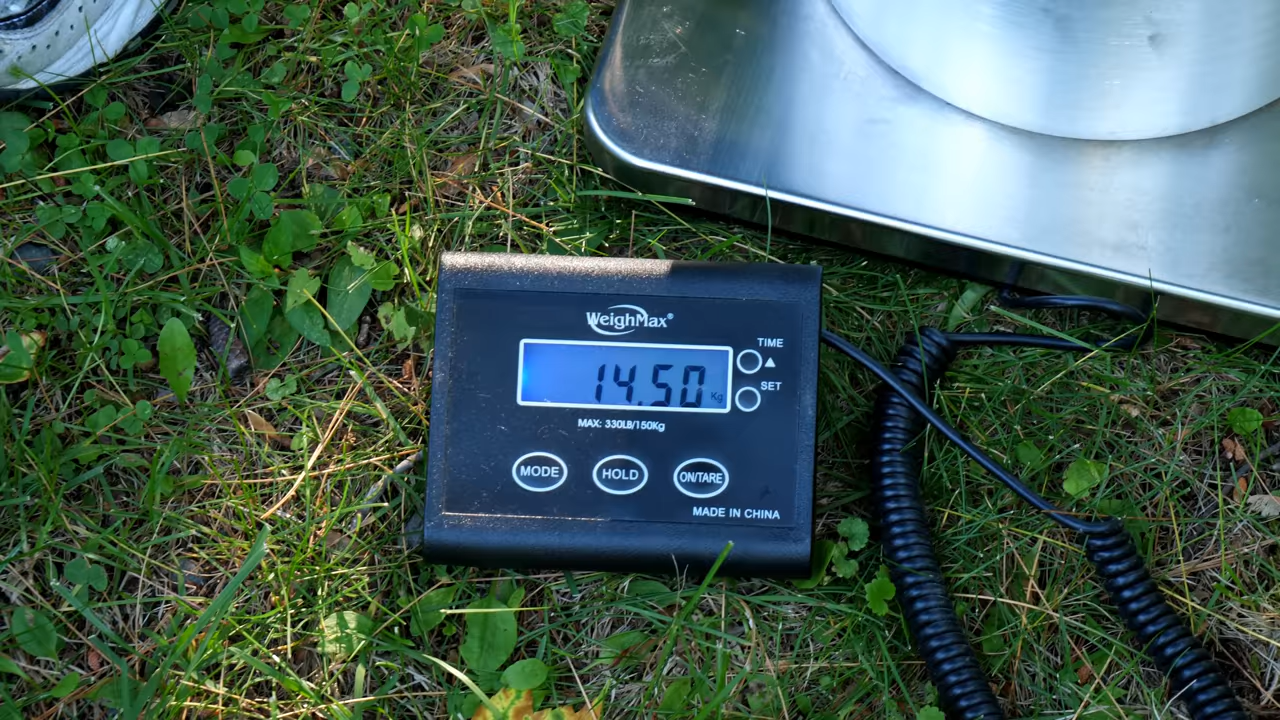 WeighMax®
TIME
14.50 Kg
▲
SET
MAX: 330LB/150Kg
MODE HOLD ON/TARE
MADE IN CHINA